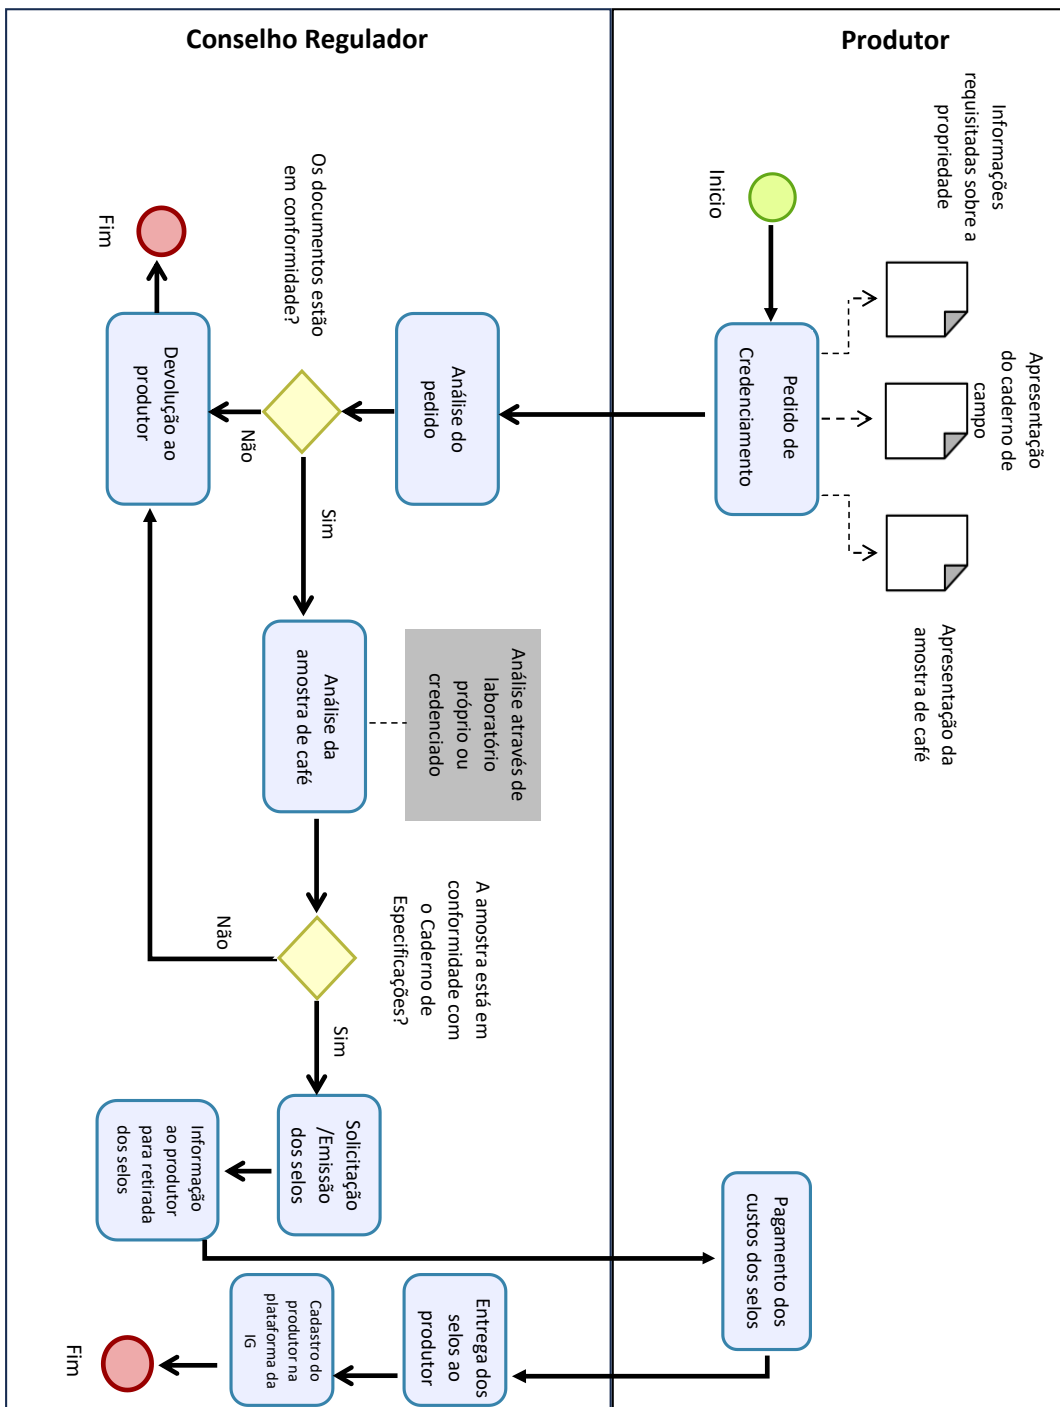 Conselho Regulador
Produtor
Informações
requisitadas sobre a
propriedade
Inicio
Pedido de
Credenciamento
Apresentação
do caderno de
campo
Apresentação da
amostra de café
Os documentos estão
em conformidade?
Fim
Devolução ao
produtor
Não
Análise do
pedido
Sim
Análise da
amostra de café
Análise através de
laboratório
próprio ou
credenciado
A amostra está em
conformidade com
o Caderno de
Especificações?
Não
Sim
Solicitação
/Emissão
dos selos
Informação
ao produtor
para retirada
dos selos
Pagamento dos
custos dos selos
Entrega dos
selos ao
produtor
Cadastro do
produtor na
plataforma da
IG
Fim